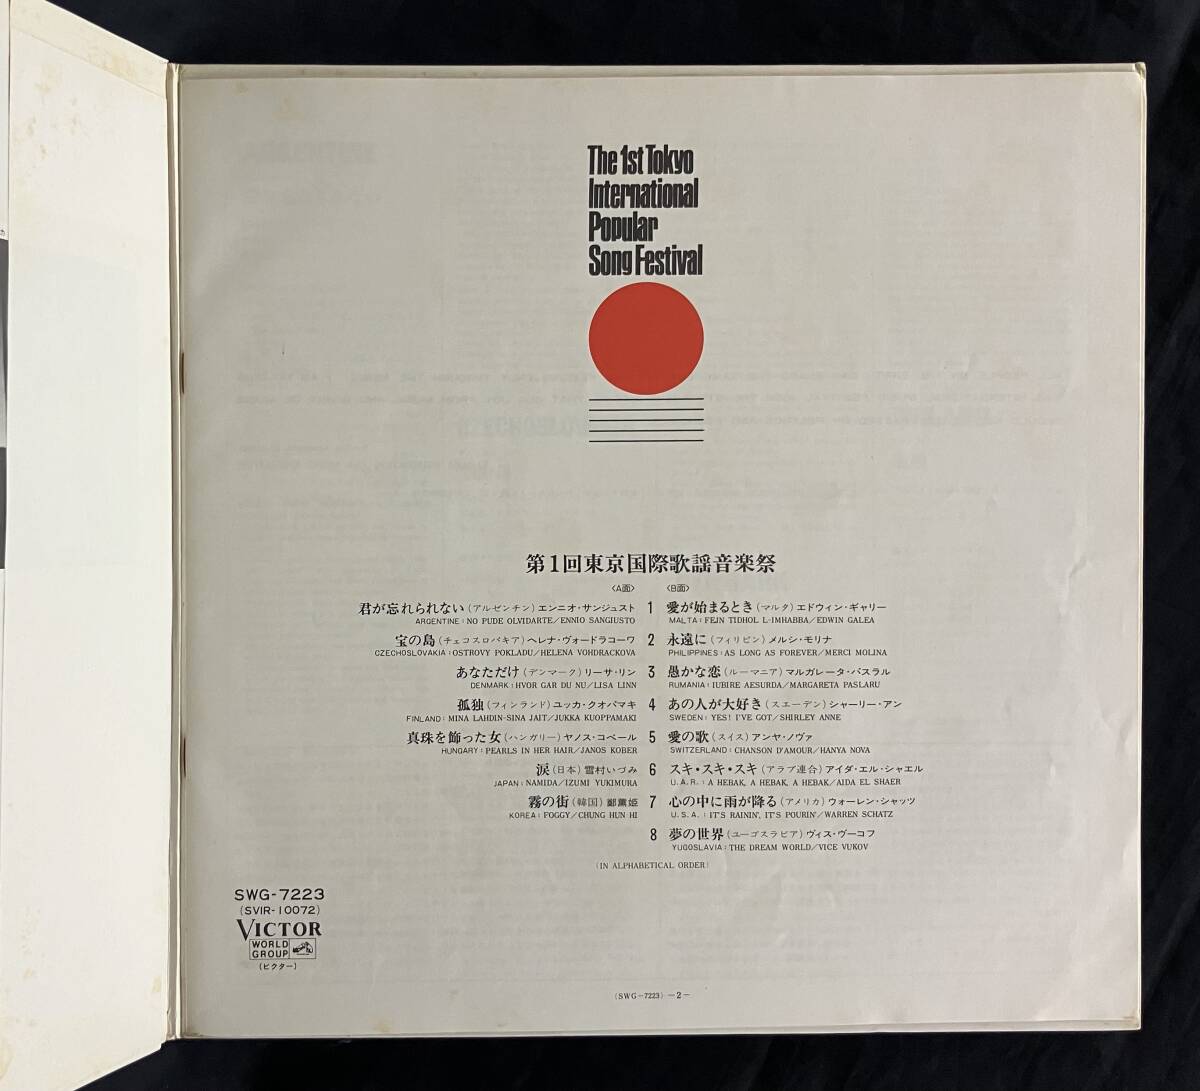 The 1st Tokyo
International
Popular
Song Festival
第1回東京国際歌謡音楽祭
〈A面〉
君が忘れられない(アルゼンチン)エンニオ・サンジュスト 1
ARGENTINE:NO PUDE OLVIDARTE/ENNIO SANGIUSTO
宝の島(チェコスロバキア)ヘレナ・ヴォードラコーワ 2
CZECHOSLOVAKIA:OSTROVY POKLADU/HELENA VOHDRACKOVA
あなただけ(デンマーク)リーサ・リン 3
DENMARK:HVOR GAR DU NU/LISA LINN
孤独(フィンランド)ユッカ・クオパマキ 4
FINLAND:MINA LAHDIN-SINA JAIT/JUKKA KUOPPAMAKI
真珠を飾った女(ハンガリー)ヤノス・コベール 5
HUNGARY:PEARLS IN HER HAIR/JANOS KOBER
涙(日本)雪村いづみ 6
JAPAN:NAMIDA/IZUMI YUKIMURA
霧の街(韓国)鄭薫姫 7
KOREA:FOGGY/CHUNG HUN HI
8
〈B面〉
愛が始まるとき(マルタ)エドウィン・ギャリー
MALTA:FEJN TIDHOL L-IMHABBA/EDWIN GALEA
永遠に(フィリピン)メルシ・モリナ
PHILIPPINES:AS LONG AS FOREVER/MERCI MOLINA
愚かな恋(ルーマニア)マルガレータ・パスラル
RUMANIA:IUBIRE AESURDA/MARGARETA PASLARU
あの人が大好き(スエーデン)シャーリー・アン
SWEDEN:YES! I'VE GOT/SHIRLEY ANNE
愛の歌(スイス)アンヤ・ノヴァ
SWITZERLAND:CHANSON D'AMOUR/HANYA NOVA
スキ・スキ・スキ(アラブ連合)アイダ・エル・シャエル
U.A.R.:A HEBAK, A HEBAK, A HEBAK/AIDA EL SHAER
心の中に雨が降る(アメリカ)ウォーレン・シャッツ
U.S.A.:IT'S RAININ', IT'S POURIN'/WARREN SCHATZ
夢の世界(ユーゴスラビア)ヴィス・ヴーコフ
YUGOSLAVIA:THE DREAM WORLD/VICE VUKOV
(IN ALPHABETICAL ORDER)
SWG-7223
(SVIR-10072)
VICTOR
WORLD
GROUP
(ビクター)
(SWG-7223) -2-